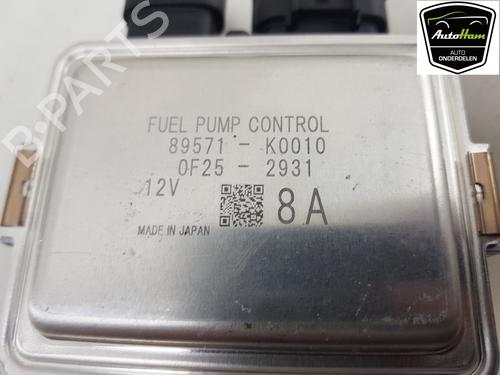 AutoHam
AUTO
ONDERDELEN
B-PARTS
FUEL PUMP CONTROL
89571 - K0010
0F25 - 2931
12V
8A
MADE IN JAPAN